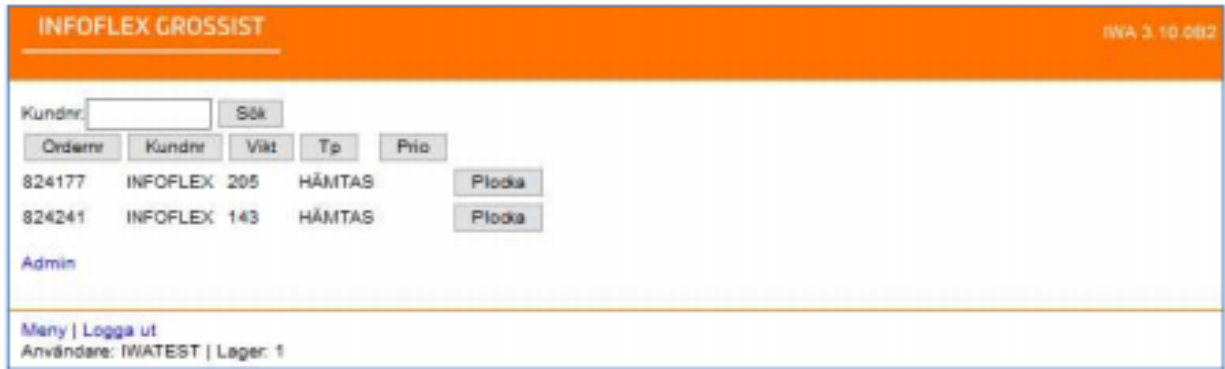 INFOFLEX GROSSIST
IWA 3.10.0B2
Kundnr: Sök
Ordernr Kundnr Vikt Tp Prio
824177 INFOFLEX 205 HÄMTAS Plocka
824241 INFOFLEX 143 HÄMTAS Plocka
Admin
Meny | Logga ut
Användare: IWATEST | Lager: 1